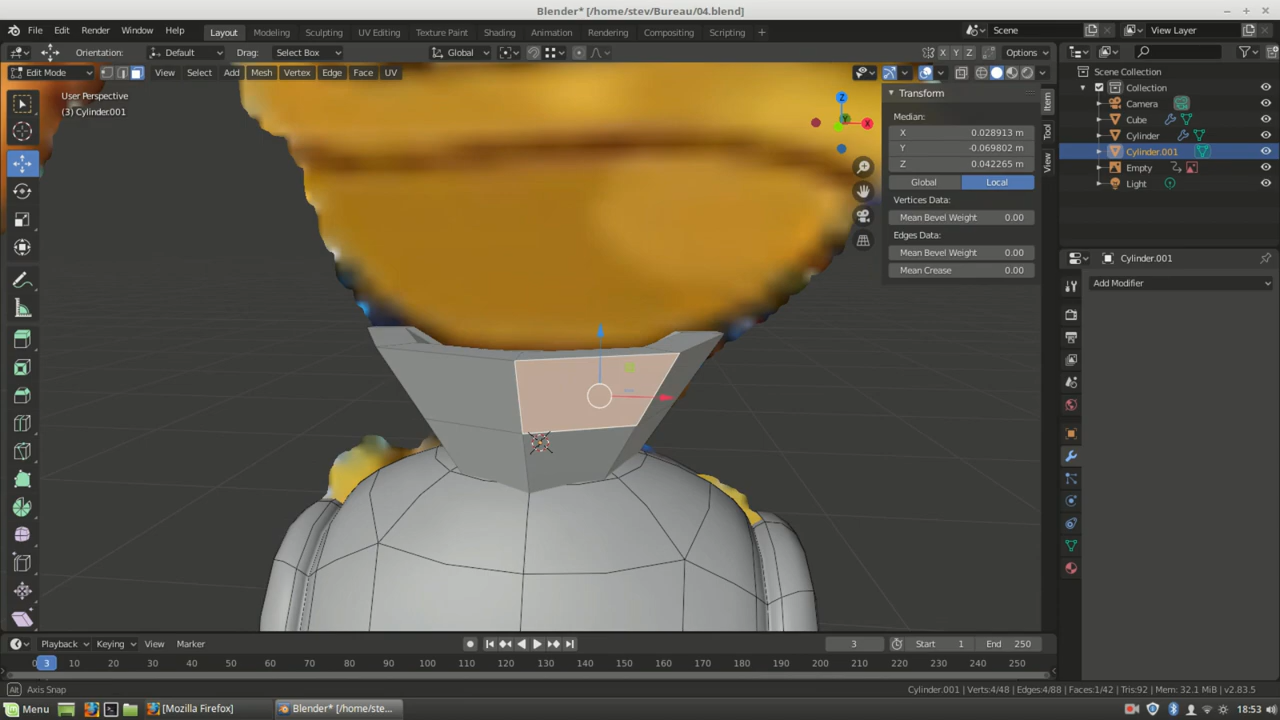 Blender* [/home/stev/Bureau/04.blend]
File Edit Render Window Help Layout Modeling Sculpting UV Editing Texture Paint Shading Animation Rendering Compositing Scripting + Scene View Layer
Orientation: Default Drag: Select Box Global X Y Z Options
Edit Mode View Select Add Mesh Vertex Edge Face UV
User Perspective
(3) Cylinder.001
Z
X
Y
Transform
Median:
X 0.028913 m
Y -0.069802 m
Z 0.042265 m
Global Local
Vertices Data:
Mean Bevel Weight 0.00
Edges Data:
Mean Bevel Weight 0.00
Mean Crease 0.00
Item
Tool
View
Scene Collection
Collection
Camera
Cube
Cylinder
Cylinder.001
Empty
Light
Cylinder.001
Add Modifier
Playback Keying View Marker 3 Start 1 End 250
0 3 10 20 30 40 50 60 70 80 90 100 110 120 130 140 150 160 170 180 190 200 210 220 230 240 250
Alt Axis Snap Cylinder.001 | Verts:4/48 | Edges:4/88 | Faces:1/42 | Tris:92 | Mem: 32.1 MiB | v2.83.5
Menu [Mozilla Firefox] Blender* [/home/ste... 18:53